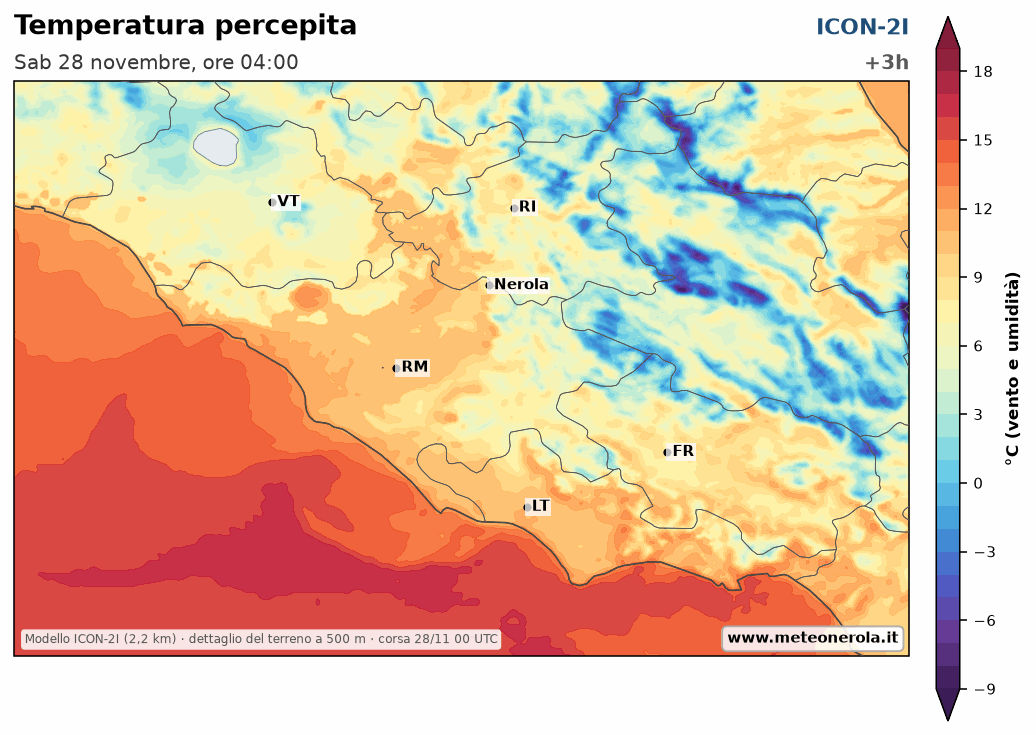 Temperatura percepita
ICON-2I
Sab 28 novembre, ore 04:00
+3h
VT
RI
Nerola
RM
FR
LT
Modello ICON-2I (2,2 km) · dettaglio del terreno a 500 m · corsa 28/11 00 UTC
www.meteonerola.it
18
15
12
9
6
3
0
−3
−6
−9
°C (vento e umidità)